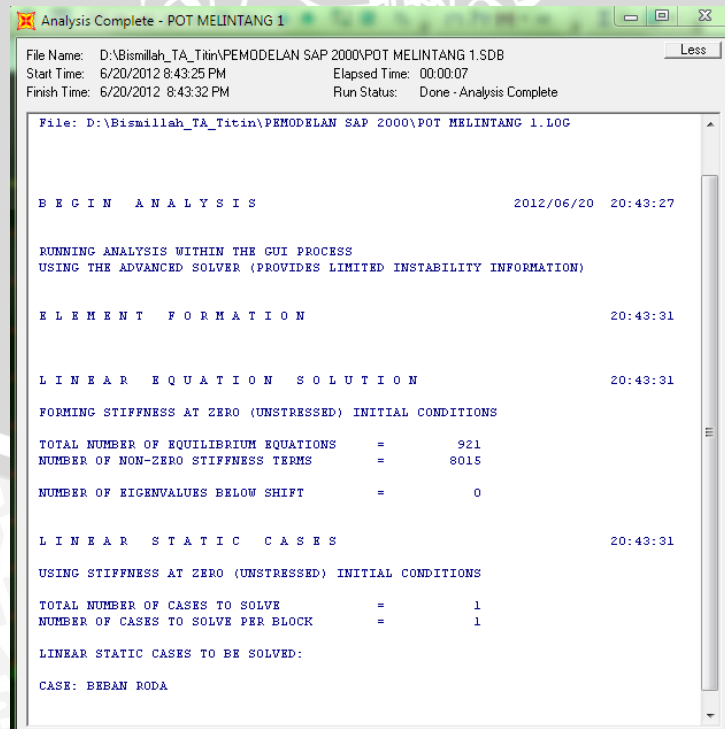 Analysis Complete - POT MELINTANG 1
File Name: D:\Bismillah_TA_Titin\PEMODELAN SAP 2000\POT MELINTANG 1.SDB
Less
Start Time: 6/20/2012 8:43:25 PM Elapsed Time: 00:00:07
Finish Time: 6/20/2012 8:43:32 PM Run Status: Done - Analysis Complete
File: D:\Bismillah_TA_Titin\PEMODELAN SAP 2000\POT MELINTANG 1.LOG
B E G I N A N A L Y S I S 2012/06/20 20:43:27
RUNNING ANALYSIS WITHIN THE GUI PROCESS
USING THE ADVANCED SOLVER (PROVIDES LIMITED INSTABILITY INFORMATION)
E L E M E N T F O R M A T I O N 20:43:31
L I N E A R E Q U A T I O N S O L U T I O N 20:43:31
FORMING STIFFNESS AT ZERO (UNSTRESSED) INITIAL CONDITIONS
TOTAL NUMBER OF EQUILIBRIUM EQUATIONS = 921
NUMBER OF NON-ZERO STIFFNESS TERMS = 8015
NUMBER OF EIGENVALUES BELOW SHIFT = 0
L I N E A R S T A T I C C A S E S 20:43:31
USING STIFFNESS AT ZERO (UNSTRESSED) INITIAL CONDITIONS
TOTAL NUMBER OF CASES TO SOLVE = 1
NUMBER OF CASES TO SOLVE PER BLOCK = 1
LINEAR STATIC CASES TO BE SOLVED:
CASE: BEBAN RODA